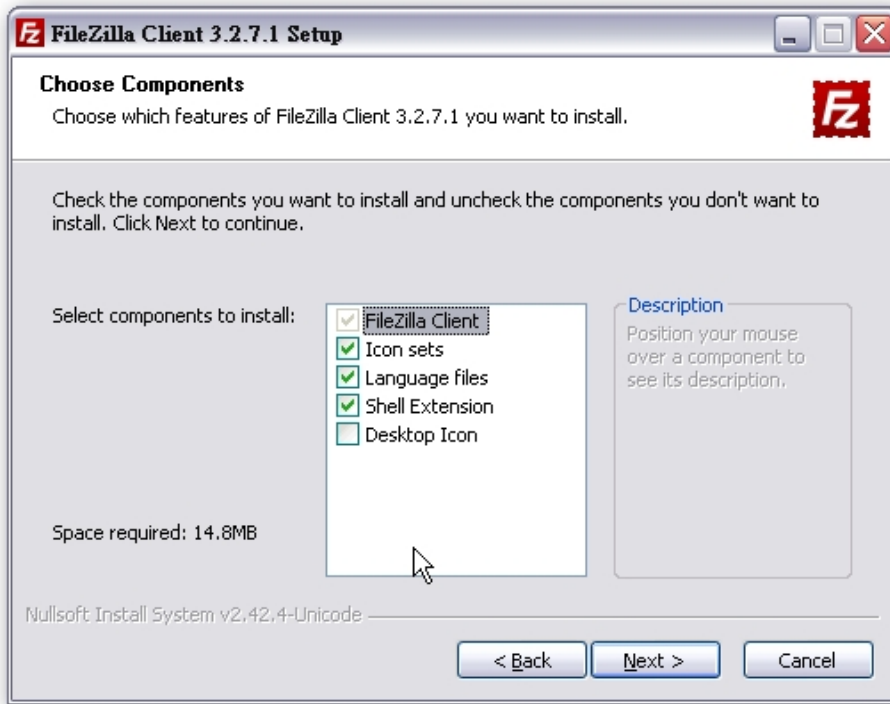 FileZilla Client 3.2.7.1 Setup
Choose Components
Choose which features of FileZilla Client 3.2.7.1 you want to install.
Fz
Check the components you want to install and uncheck the components you don't want to
install. Click Next to continue.
Select components to install:
FileZilla Client
Icon sets
Language files
Shell Extension
Desktop Icon
Description
Position your mouse
over a component to
see its description.
Space required: 14.8MB
Nullsoft Install System v2.42.4-Unicode
< Back
Next >
Cancel